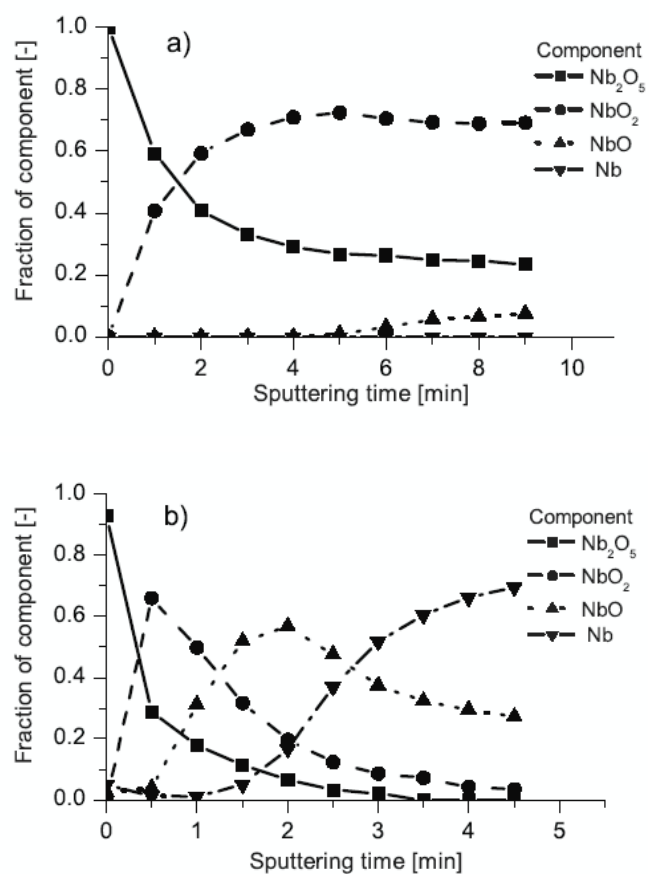 a)
Component
Nb₂O₅
NbO₂
NbO
Nb
Fraction of component [-]
1.0
0.8
0.6
0.4
0.2
0.0
0 2 4 6 8 10
Sputtering time [min]
b)
Component
Nb₂O₅
NbO₂
NbO
Nb
Fraction of component [-]
1.0
0.8
0.6
0.4
0.2
0.0
0 1 2 3 4 5
Sputtering time [min]